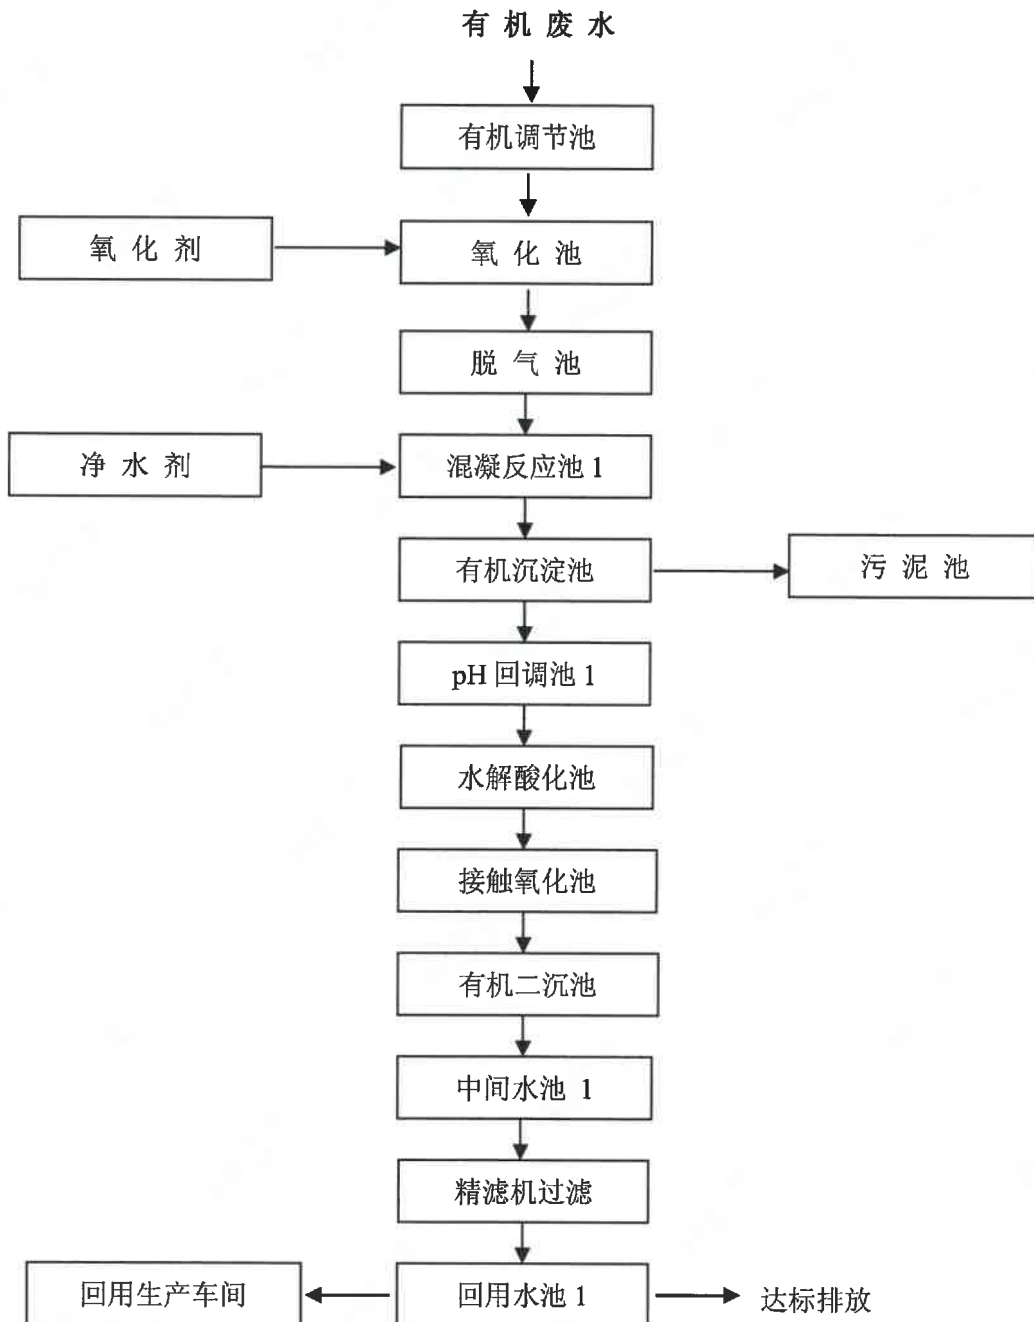 有机废水
有机调节池
氧化剂
氧化池
脱气池
净水剂
混凝反应池 1
有机沉淀池
污泥池
pH 回调池 1
水解酸化池
接触氧化池
有机二沉池
中间水池 1
精滤机过滤
回用生产车间
回用水池 1
达标排放